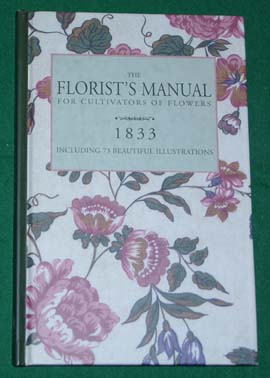 THE
FLORIST'S MANUAL
FOR CULTIVATORS OF FLOWERS
1833
INCLUDING 73 BEAUTIFUL ILLUSTRATIONS